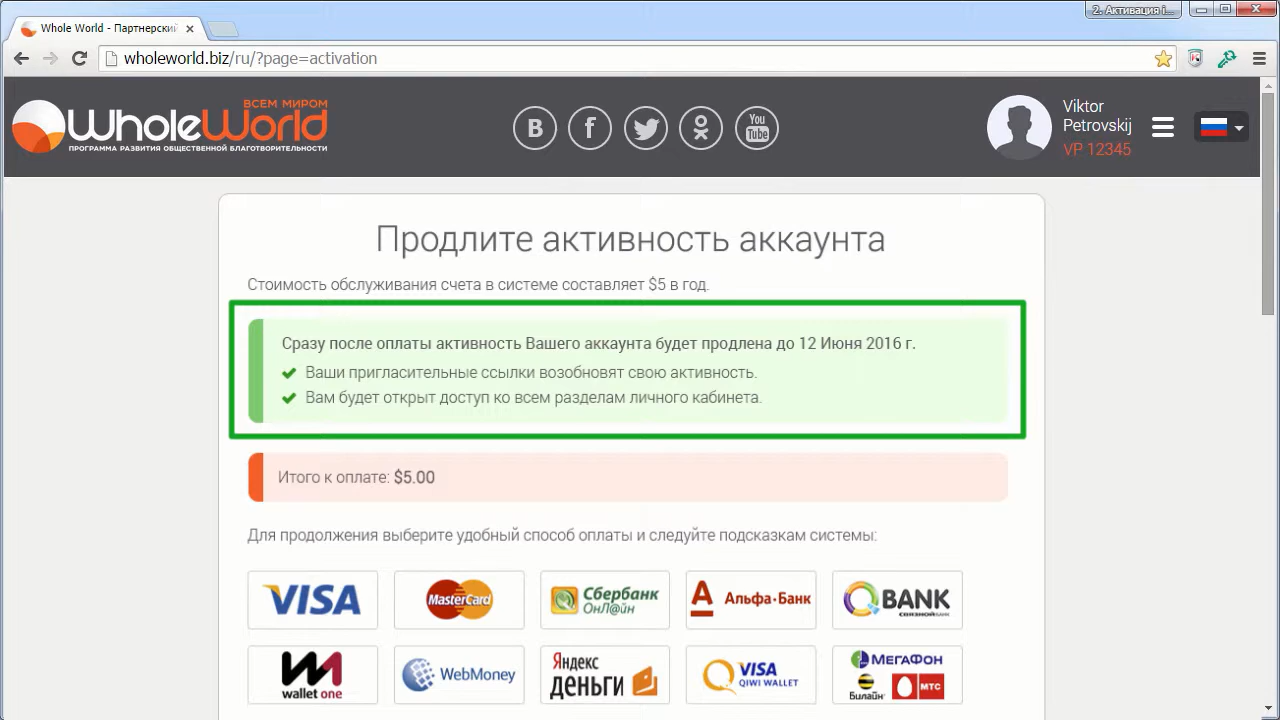 2. Активация i...
Whole World - Партнерский
wholeworld.biz/ru/?page=activation
ВСЕМ МИРОМ
WholeWorld
ПРОГРАММА РАЗВИТИЯ ОБЩЕСТВЕННОЙ БЛАГОТВОРИТЕЛЬНОСТИ
B
f
You
Tube
Viktor
Petrovskij
VP 12345
Продлите активность аккаунта
Стоимость обслуживания счета в системе составляет $5 в год.
Сразу после оплаты активность Вашего аккаунта будет продлена до 12 Июня 2016 г.
Ваши пригласительные ссылки возобновят свою активность.
Вам будет открыт доступ ко всем разделам личного кабинета.
Итого к оплате: $5.00
Для продолжения выберите удобный способ оплаты и следуйте подсказкам системы:
VISA
MasterCard
Сбербанк
ОнЛ@йн
Альфа·Банк
QBANK
СВЯЗНОЙ БАНК
wallet one
WebMoney
Яндекс
деньги
VISA
QIWI WALLET
МЕГАФОН
Билайн
МТС